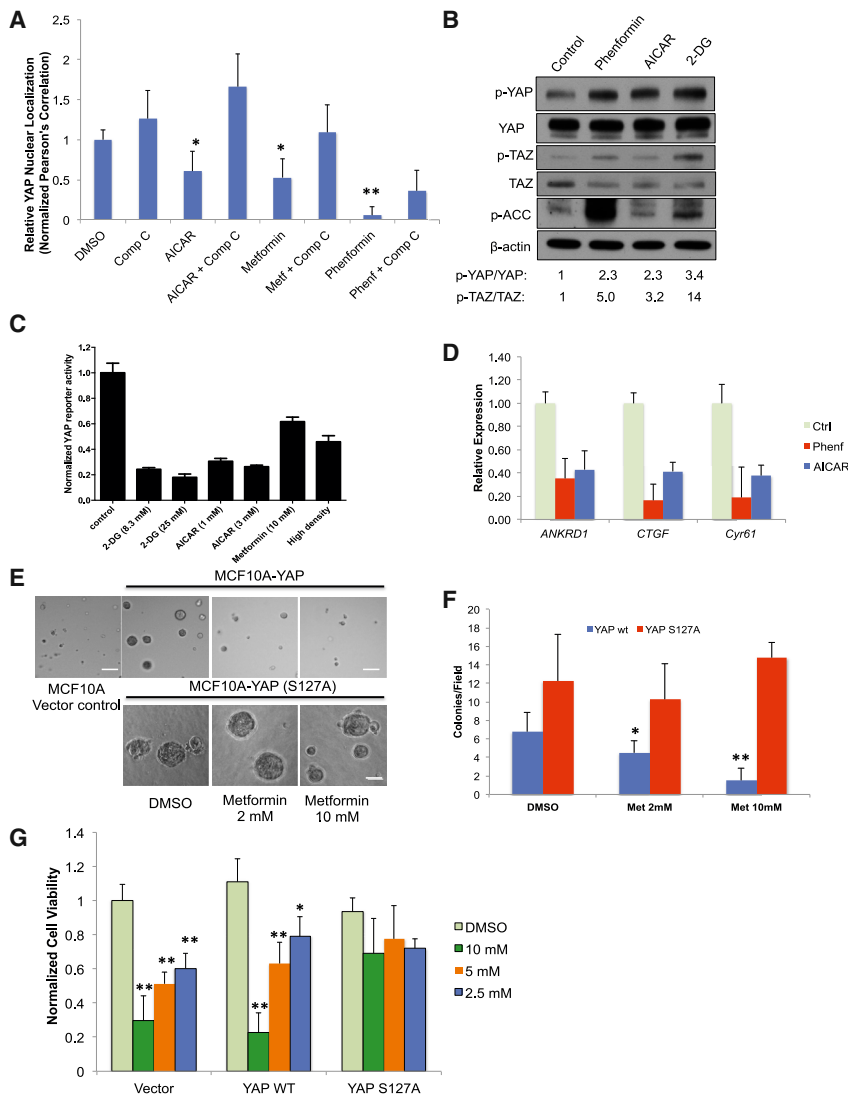 A
Relative YAP Nuclear Localization
(Normalized Pearson's Correlation)
2.5
2
1.5
1
0.5
0
*
*
**
DMSO
Comp C
AICAR
AICAR + Comp C
Metformin
Metf + Comp C
Phenformin
Phenf + Comp C
B
Control
Phenformin
AICAR
2-DG
p-YAP
YAP
p-TAZ
TAZ
p-ACC
β-actin
p-YAP/YAP: 1 2.3 2.3 3.4
p-TAZ/TAZ: 1 5.0 3.2 14
C
Normalized YAP reporter activity
1.2
1.0
0.8
0.6
0.4
0.2
0.0
control
2-DG (8.3 mM)
2-DG (25 mM)
AICAR (1 mM)
AICAR (3 mM)
Metformin (10 mM)
High density
D
Relative Expression
1.40
1.20
1.00
0.80
0.60
0.40
0.20
0.00
ANKRD1
CTGF
Cyr61
Ctrl
Phenf
AICAR
E
MCF10A-YAP
MCF10A
Vector control
MCF10A-YAP (S127A)
DMSO
Metformin
2 mM
Metformin
10 mM
F
YAP wt
YAP S127A
Colonies/Field
20
18
16
14
12
10
8
6
4
2
0
*
**
DMSO
Met 2mM
Met 10mM
G
Normalized Cell Viability
1.4
1.2
1
0.8
0.6
0.4
0.2
0
**
**
**
**
**
*
Vector
YAP WT
YAP S127A
DMSO
10 mM
5 mM
2.5 mM